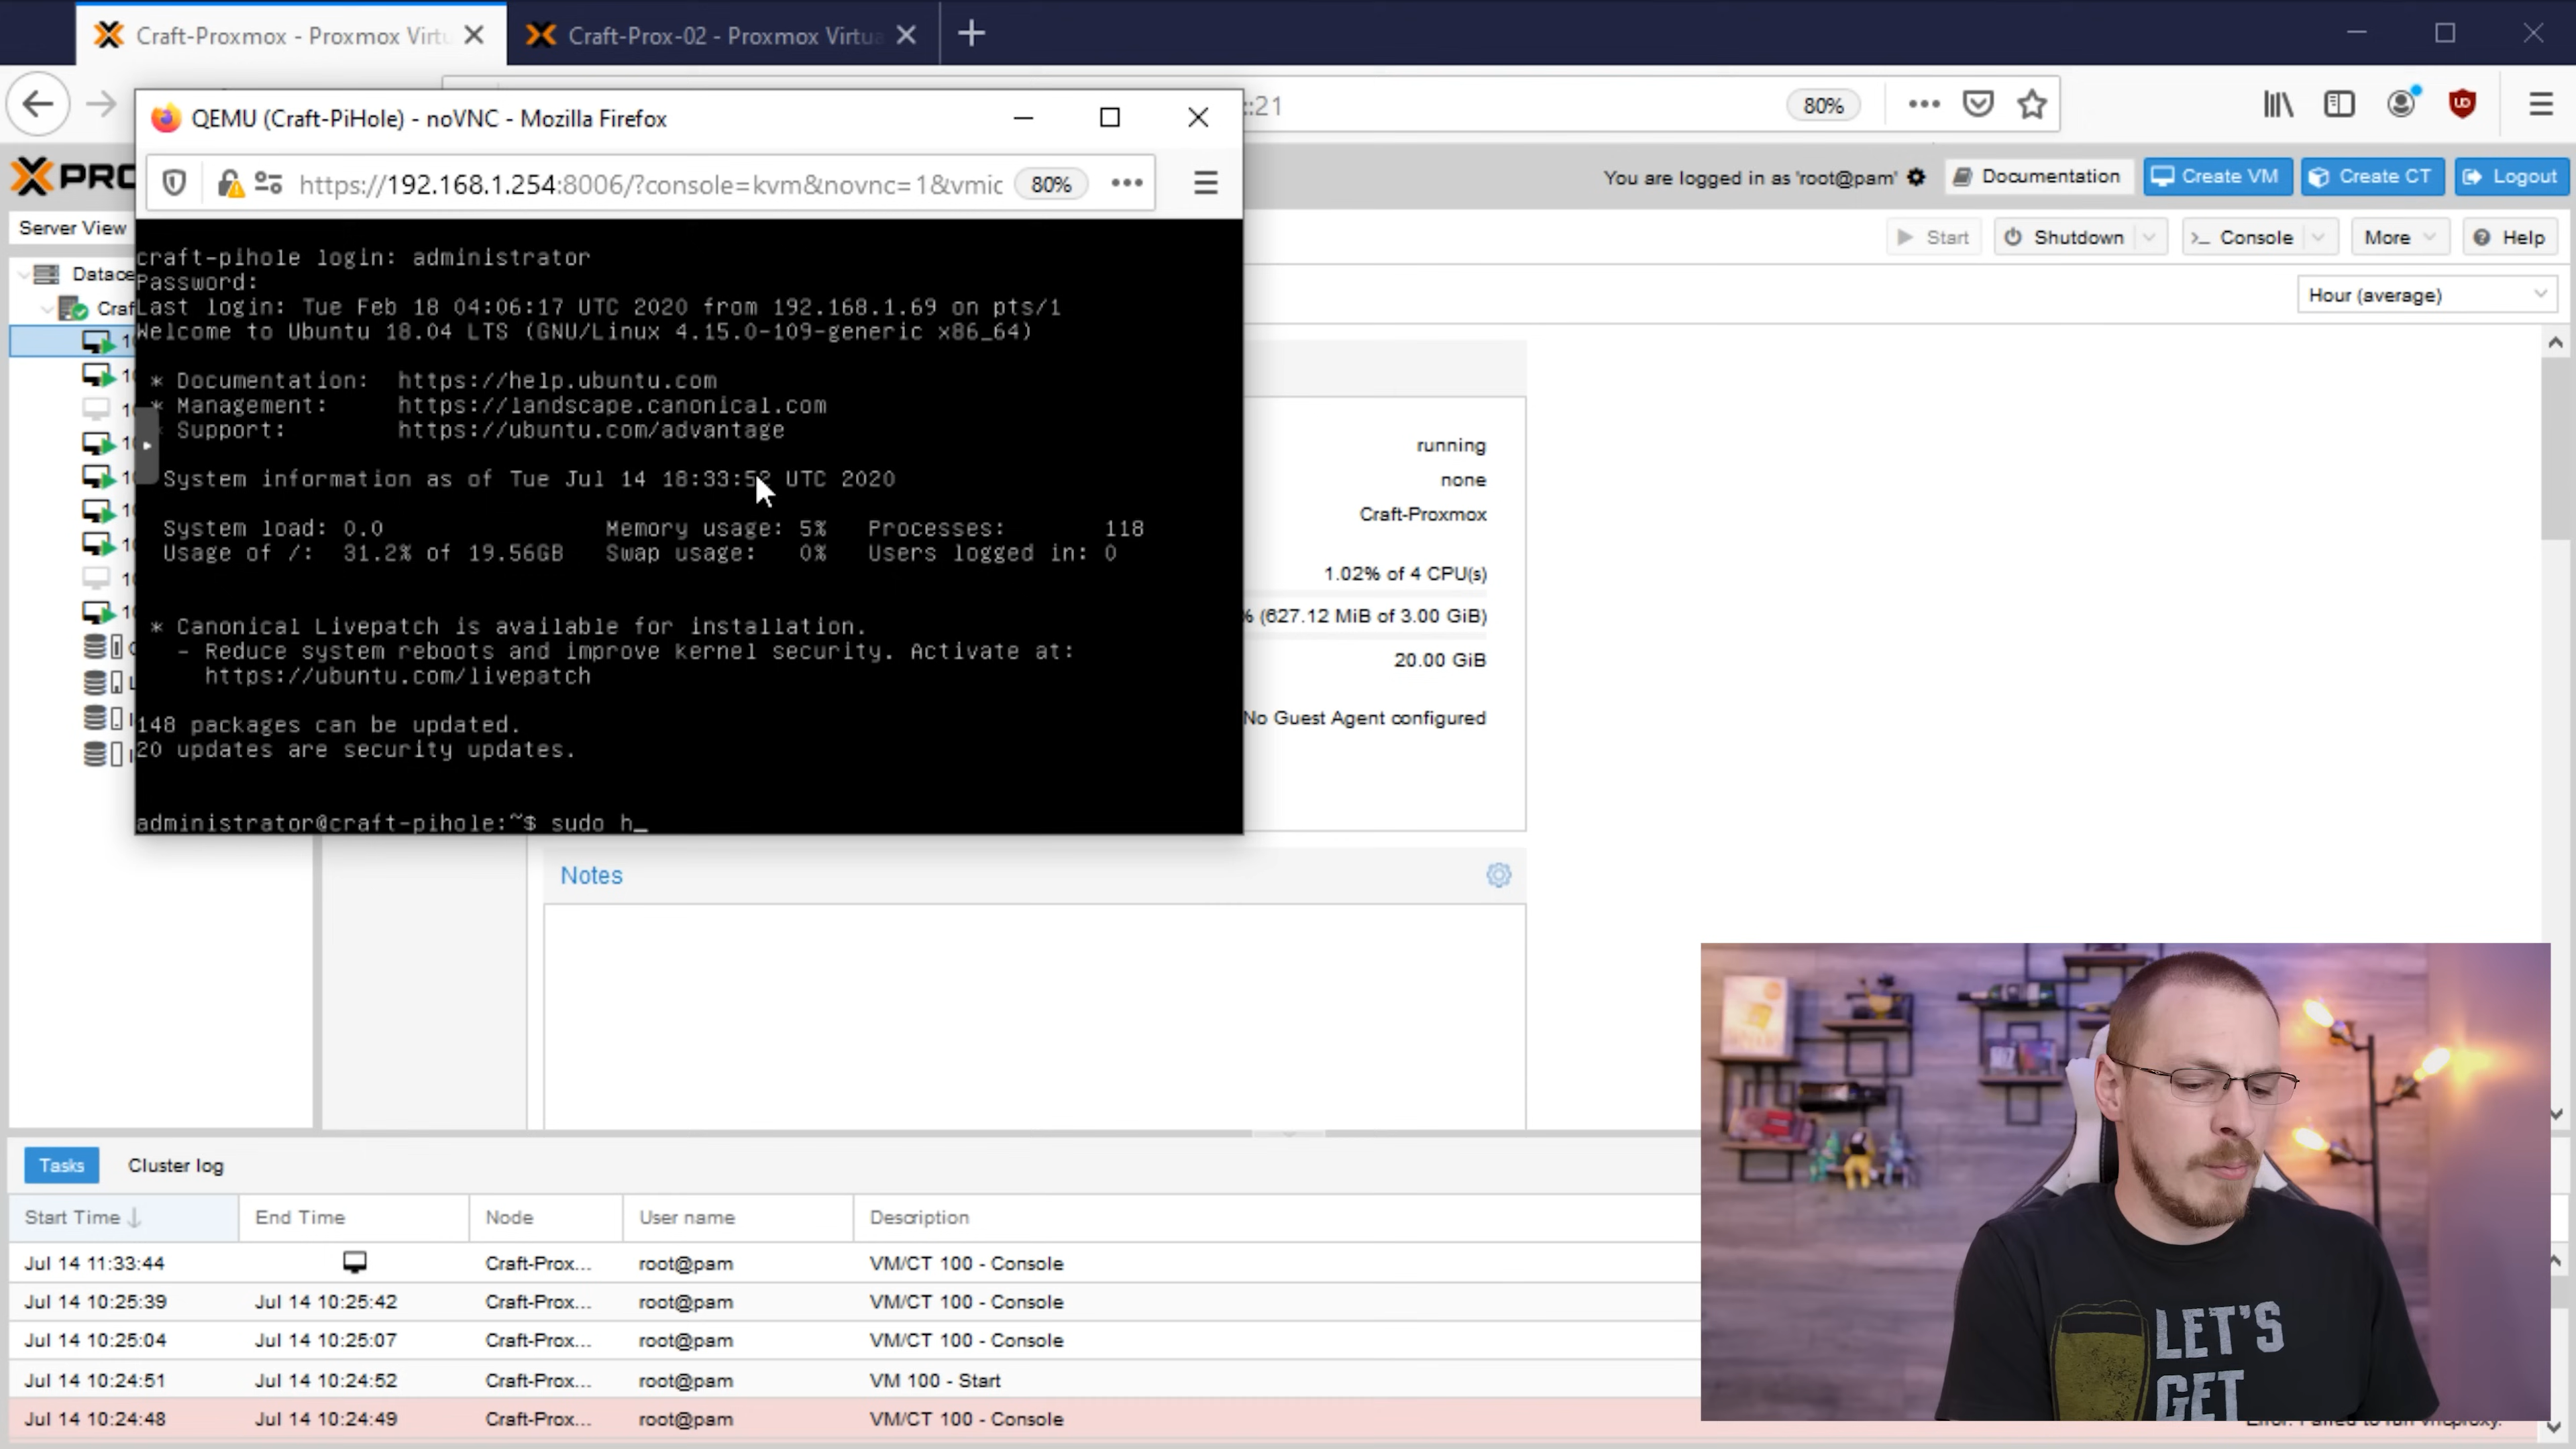 Craft-Proxmox - Proxmox Virtu
Craft-Prox-02 - Proxmox Virtua
QEMU (Craft-PiHole) - noVNC - Mozilla Firefox
::21
80%
https://192.168.1.254:8006/?console=kvm&novnc=1&vmic
80%
PRO
You are logged in as 'root@pam'
Documentation
Create VM
Create CT
Logout
Server View
Start
Shutdown
Console
More
Help
Datace
Craf
Hour (average)
craft-pihole login: administrator
Password:
Last login: Tue Feb 18 04:06:17 UTC 2020 from 192.168.1.69 on pts/1
Welcome to Ubuntu 18.04 LTS (GNU/Linux 4.15.0-109-generic x86_64)
* Documentation: https://help.ubuntu.com
* Management: https://landscape.canonical.com
* Support: https://ubuntu.com/advantage
System information as of Tue Jul 14 18:33:52 UTC 2020
System load: 0.0 Memory usage: 5% Processes: 118
Usage of /: 31.2% of 19.56GB Swap usage: 0% Users logged in: 0
* Canonical Livepatch is available for installation.
- Reduce system reboots and improve kernel security. Activate at:
https://ubuntu.com/livepatch
148 packages can be updated.
20 updates are security updates.
administrator@craft-pihole:~$ sudo h_
running
none
Craft-Proxmox
1.02% of 4 CPU(s)
% (627.12 MiB of 3.00 GiB)
20.00 GiB
No Guest Agent configured
Notes
Tasks
Cluster log
Start Time End Time Node User name Description
Jul 14 11:33:44 Craft-Prox... root@pam VM/CT 100 - Console
Jul 14 10:25:39 Jul 14 10:25:42 Craft-Prox... root@pam VM/CT 100 - Console
Jul 14 10:25:04 Jul 14 10:25:07 Craft-Prox... root@pam VM/CT 100 - Console
Jul 14 10:24:51 Jul 14 10:24:52 Craft-Prox... root@pam VM 100 - Start
Jul 14 10:24:48 Jul 14 10:24:49 Craft-Prox... root@pam VM/CT 100 - Console
LET'S
GET